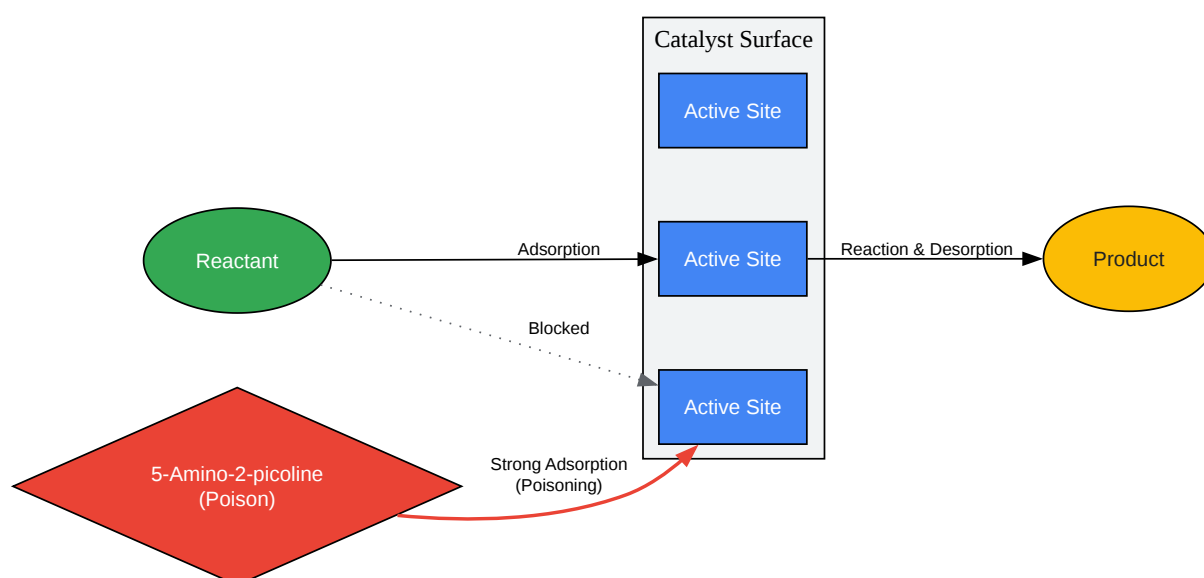 Catalyst Surface
Active Site
Reactant
Adsorption
Active Site
Reaction & Desorption
Product
Blocked
Active Site
5-Amino-2-picoline
(Poison)
Strong Adsorption
(Poisoning)